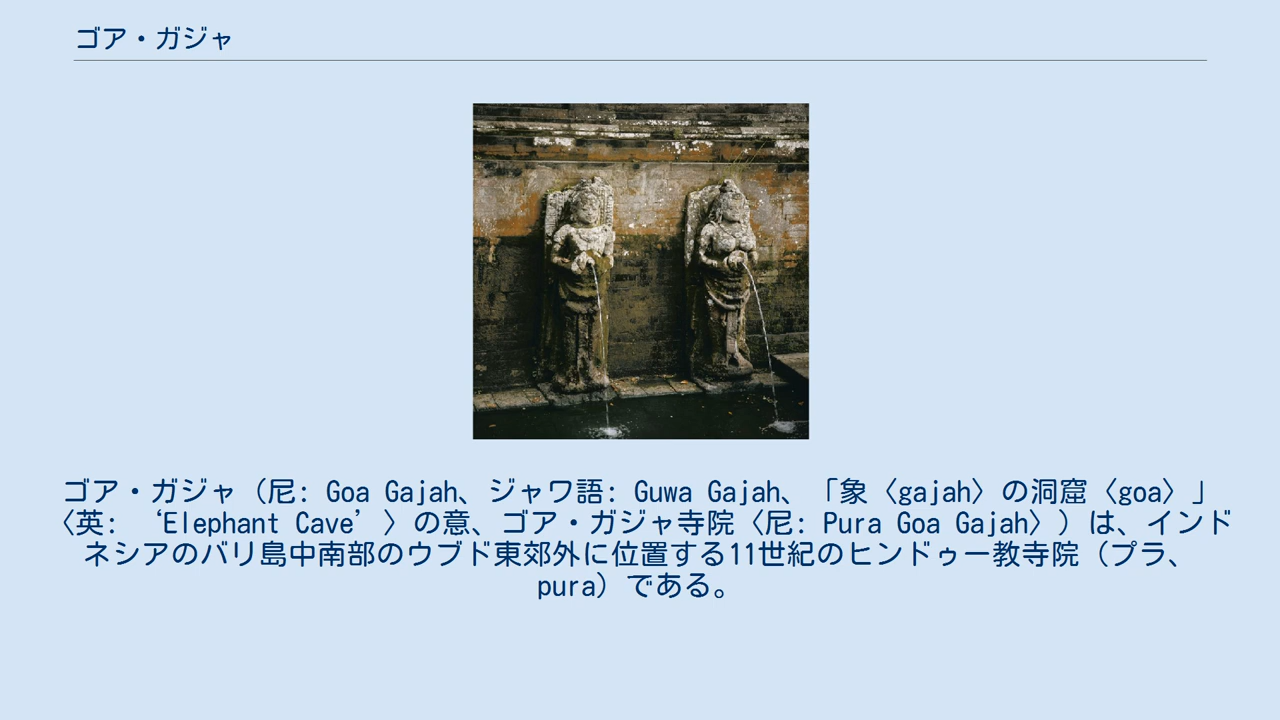 ゴア・ガジャ
ゴア・ガジャ（尼: Goa Gajah、ジャワ語: Guwa Gajah、「象〈gajah〉の洞窟〈goa〉」
〈英: ‘Elephant Cave’〉の意、ゴア・ガジャ寺院〈尼: Pura Goa Gajah〉）は、インド
ネシアのバリ島中南部のウブド東郊外に位置する11世紀のヒンドゥー教寺院（プラ、
pura）である。